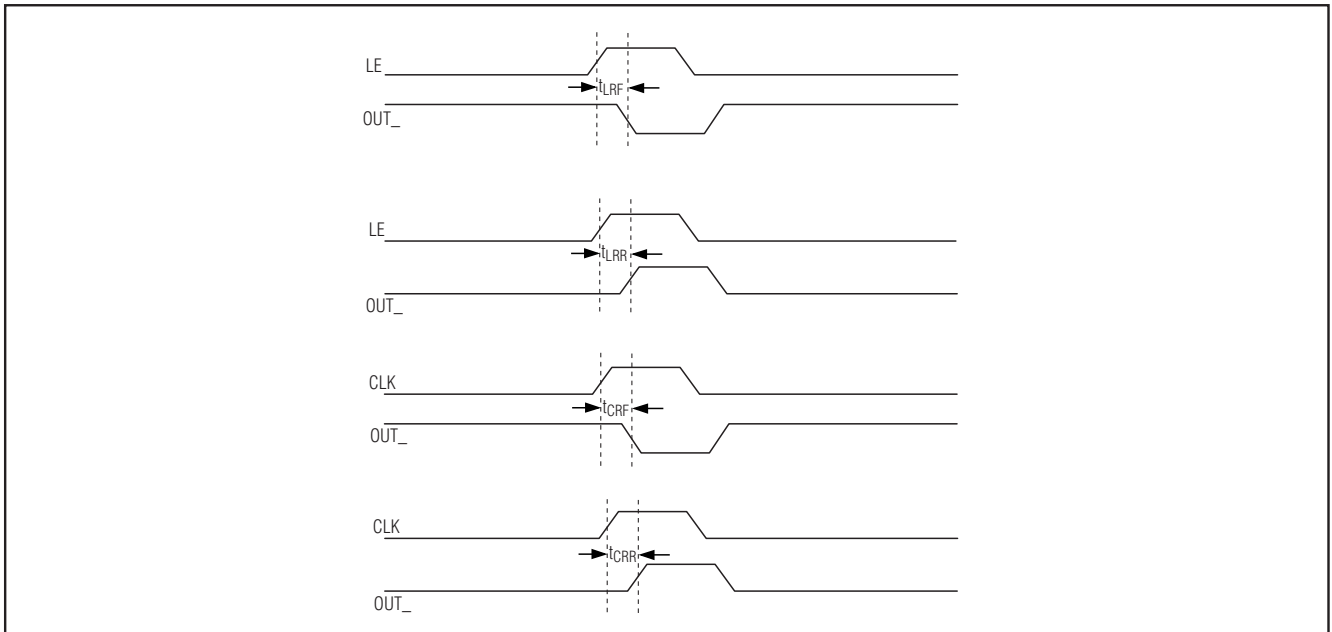 LE
tLRF
OUT_
LE
tLRR
OUT_
CLK
tCRF
OUT_
CLK
tCRR
OUT_